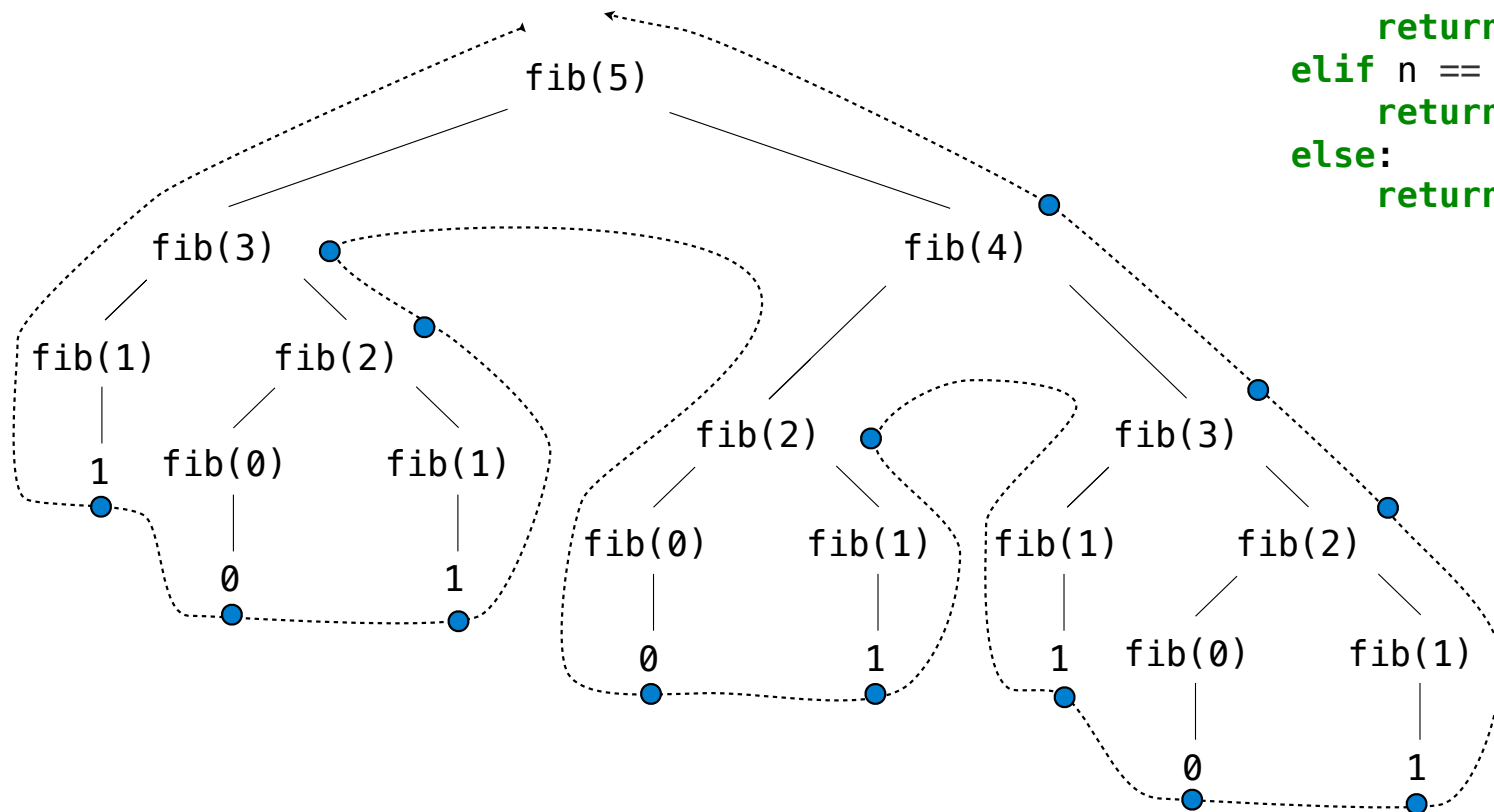 return
elif n ==
return
else:
return
fib(5)
fib(3)
fib(4)
fib(1)
fib(2)
fib(2)
fib(3)
1
fib(0)
fib(1)
fib(0)
fib(1)
fib(1)
fib(2)
0
1
0
1
1
fib(0)
fib(1)
0
1